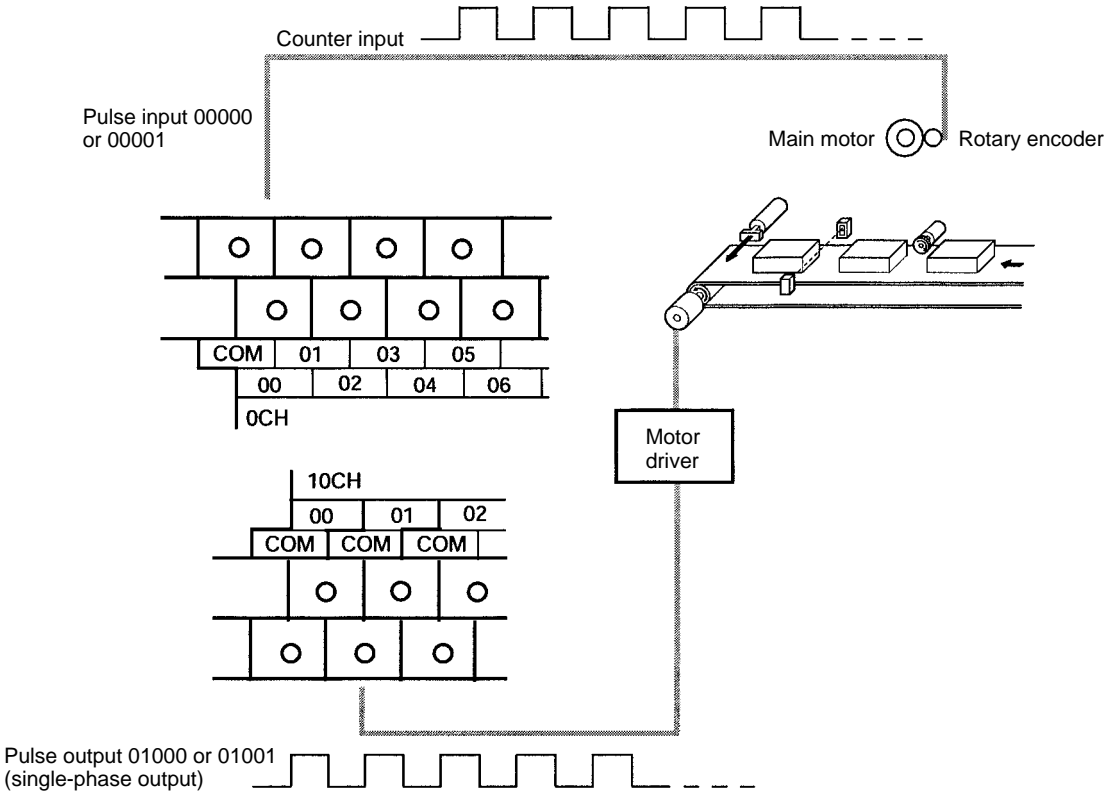 Counter input
Pulse input 00000
or 00001
Main motor
Rotary encoder
COM 01 03 05
00 02 04 06
0CH
Motor
driver
10CH
00 01 02
COM COM COM
Pulse output 01000 or 01001
(single-phase output)